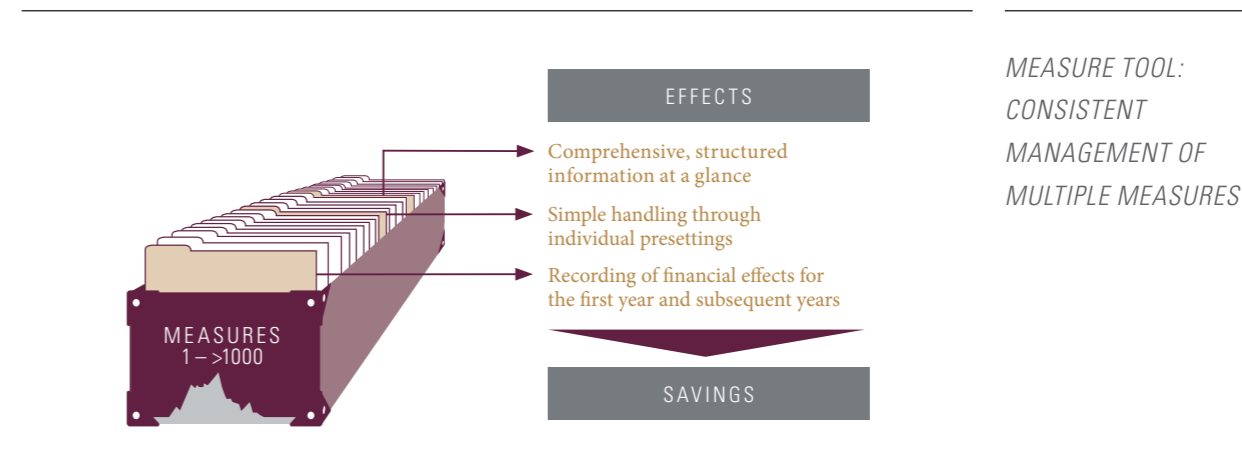 MEASURE TOOL:
CONSISTENT
MANAGEMENT OF
MULTIPLE MEASURES
EFFECTS
Comprehensive, structured
information at a glance
Simple handling through
individual presettings
Recording of financial effects for
the first year and subsequent years
MEASURES
1 – >1000
SAVINGS